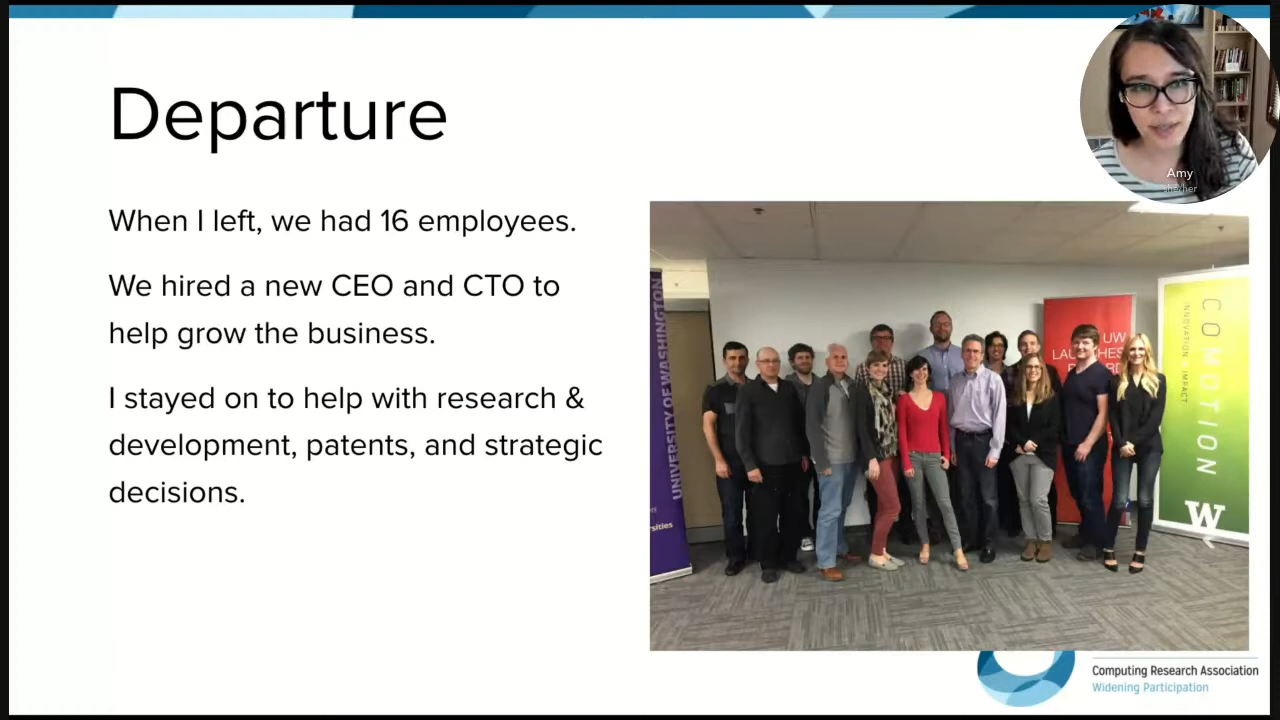 Departure
When I left, we had 16 employees.
We hired a new CEO and CTO to
help grow the business.
I stayed on to help with research &
development, patents, and strategic
decisions.
Amy
she/her
UNIVERSITY OF WASHINGTON
UW
COMOTION
INNOVATION IMPACT
W
Computing Research Association
Widening Participation